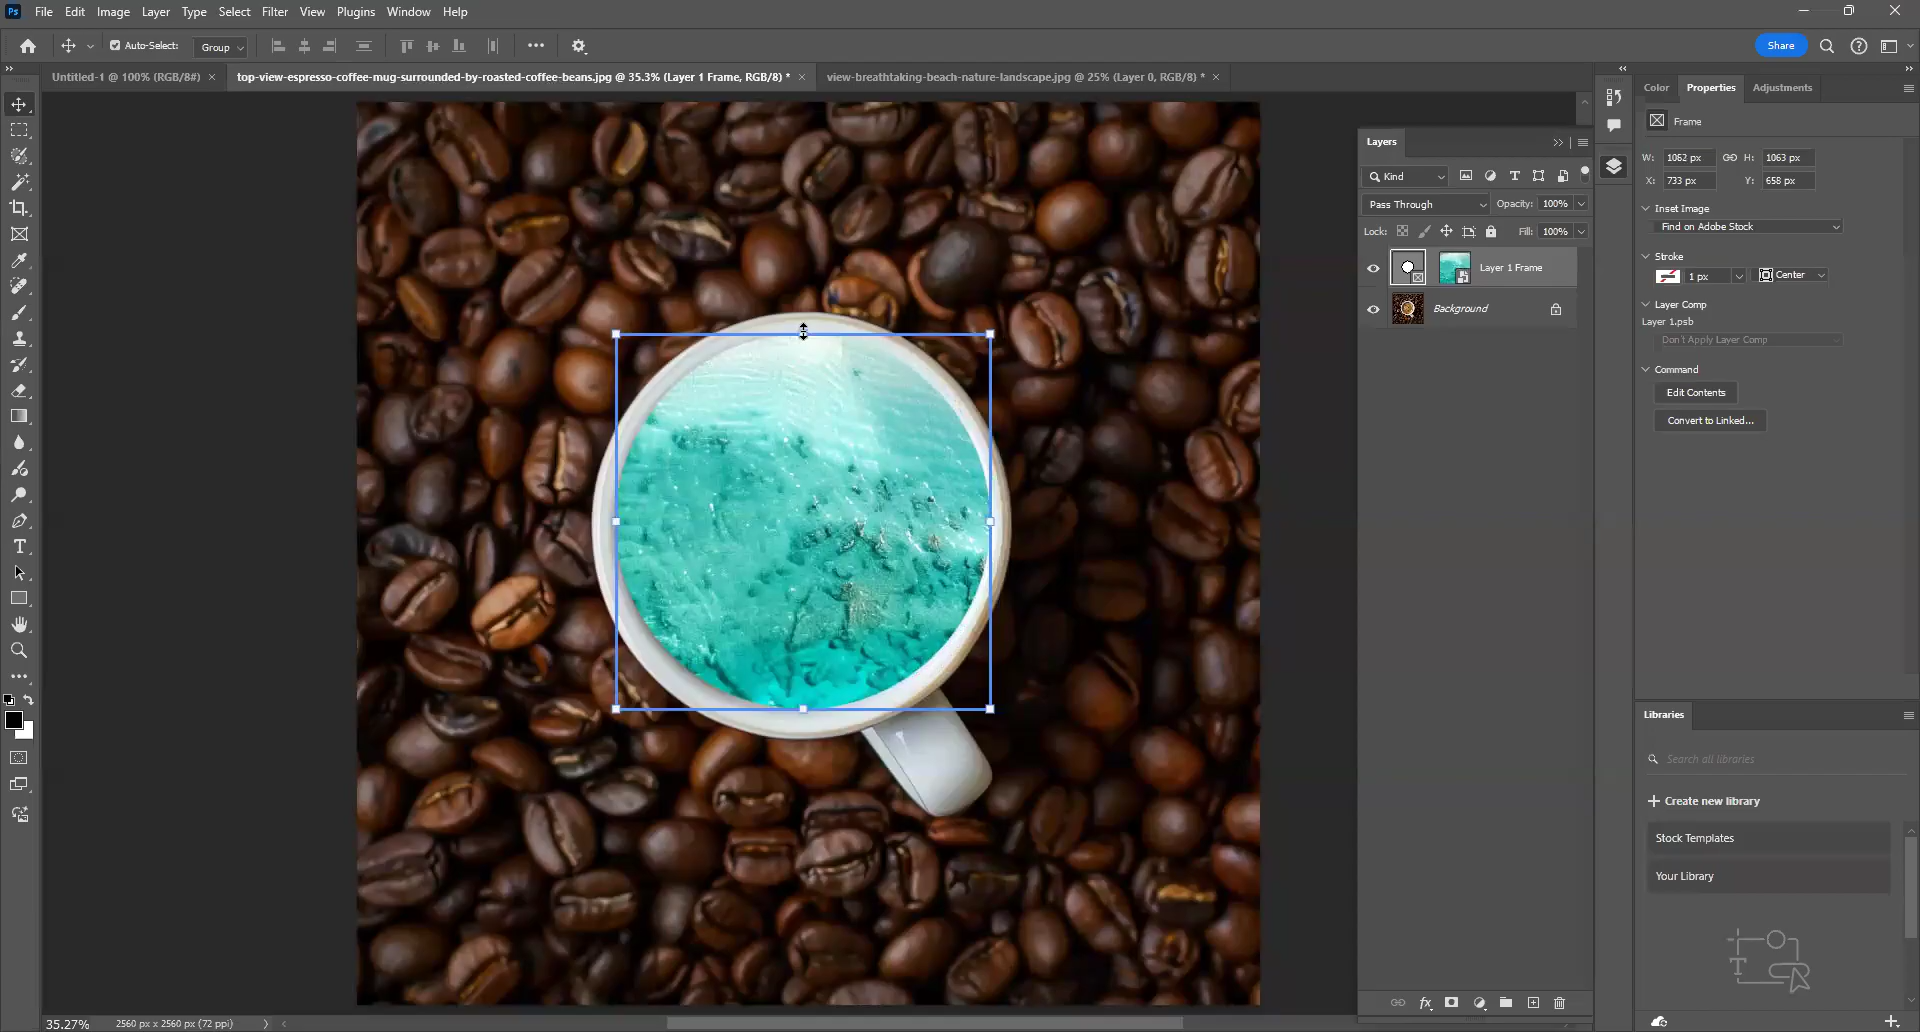 Ps File Edit Image Layer Type Select Filter View Plugins Window Help
Auto-Select: Group Share
Untitled-1 @ 100% (RGB/8#) × top-view-espresso-coffee-mug-surrounded-by-roasted-coffee-beans.jpg @ 35.3% (Layer 1 Frame, RGB/8) * × view-breathtaking-beach-nature-landscape.jpg @ 25% (Layer 0, RGB/8) * ×
Color Properties Adjustments
Frame
W: 1062 px H: 1063 px
X: 733 px Y: 658 px
Inset Image
Find on Adobe Stock
Stroke
1 px Center
Layer Comp
Layer 1.psb
Don't Apply Layer Comp
Command
Edit Contents
Convert to Linked...
Layers
Kind
Pass Through Opacity: 100%
Lock: Fill: 100%
Layer 1 Frame
Background
fx
Libraries
Search all libraries
Create new library
Stock Templates
Your Library
35.27% 2560 px x 2560 px (72 ppi)